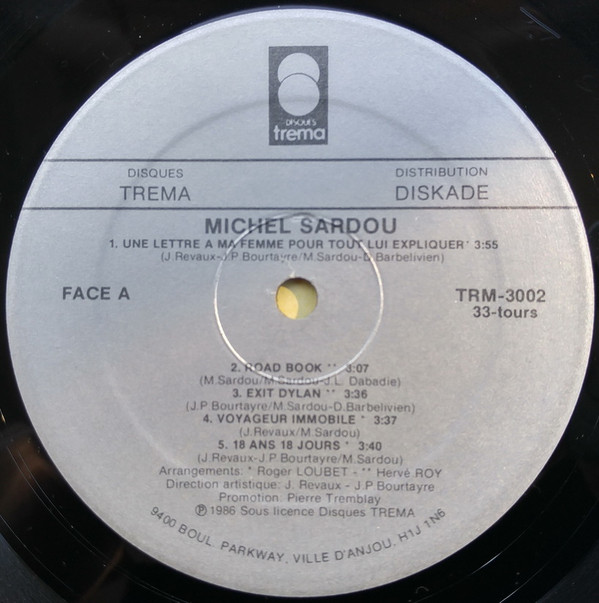 DISQUES
trema
DISQUES
TREMA
DISTRIBUTION
DISKADE
MICHEL SARDOU
1. UNE LETTRE A MA FEMME POUR TOUT LUI EXPLIQUER * 3:55
(J.Revaux-J.P Bourtayre/M.Sardou-D.Barbelivien)
FACE A
TRM-3002
33-tours
2. ROAD BOOK ** 3:07
(M.Sardou/M.Sardou-J.L. Dabadie)
3. EXIT DYLAN ** 3:36
(J.P.Bourtayre/M.Sardou-D.Barbelivien)
4. VOYAGEUR IMMOBILE * 3:37
(J.Revaux/M.Sardou)
5. 18 ANS 18 JOURS * 3:40
(J.Revaux-J.P Bourtayre/M.Sardou)
Arrangements: * Roger LOUBET - ** Hervé ROY
Direction artistique: J. Revaux - J.P Bourtayre
Promotion: Pierre Tremblay
℗1986 Sous licence Disques TREMA
9400 BOUL. PARKWAY, VILLE D'ANJOU, H1J 1N6